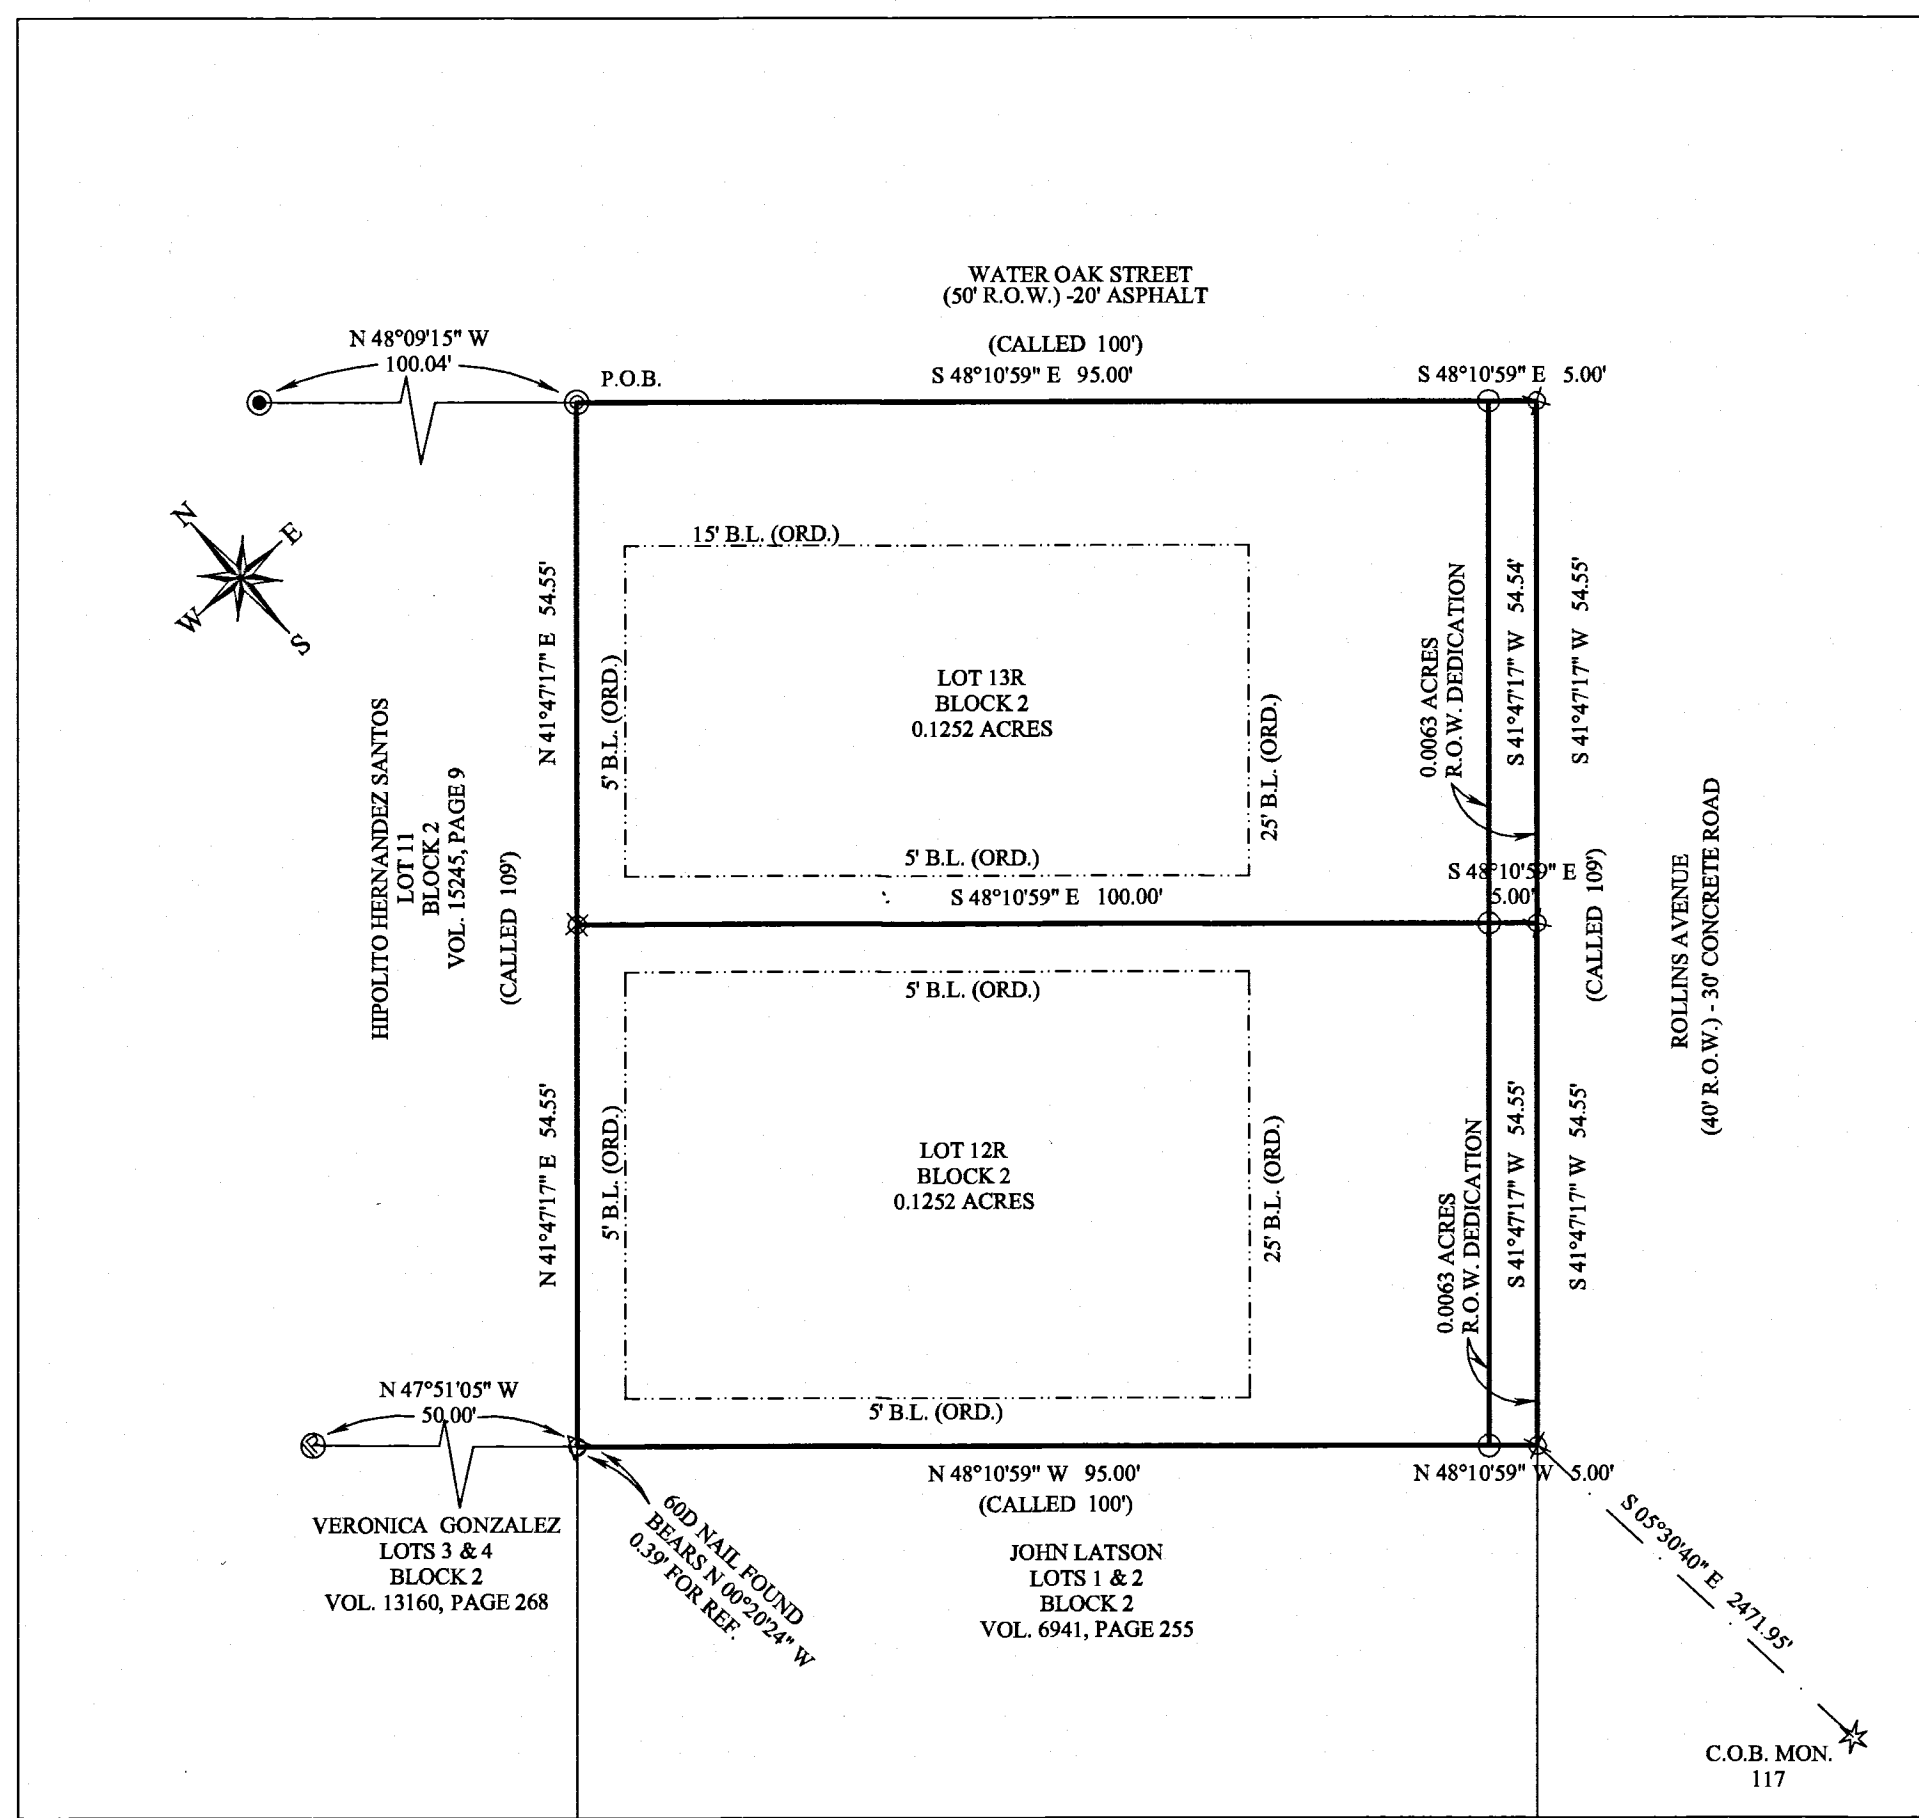 WATER OAK STREET
(50' R.O.W.) -20' ASPHALT
(CALLED 100')
S 48°10'59" E 95.00'
S 48°10'59" E 5.00'
N 48°09'15" W
100.04'
P.O.B.
N
E
W
S
15' B.L. (ORD.)
N 41°47'17" E 54.55'
5' B.L. (ORD.)
LOT 13R
BLOCK 2
0.1252 ACRES
25' B.L. (ORD.)
5' B.L. (ORD.)
0.0063 ACRES
R.O.W. DEDICATION
S 41°47'17" W 54.54'
S 41°47'17" W 54.55'
HIPOLITO HERNANDEZ SANTOS
LOT 11
BLOCK 2
VOL. 15245, PAGE 9
(CALLED 109')
S 48°10'59" E 100.00'
S 48°10'59" E
5.00'
(CALLED 109')
ROLLINS AVENUE
(40' R.O.W.) - 30' CONCRETE ROAD
5' B.L. (ORD.)
N 41°47'17" E 54.55'
5' B.L. (ORD.)
LOT 12R
BLOCK 2
0.1252 ACRES
25' B.L. (ORD.)
5' B.L. (ORD.)
0.0063 ACRES
R.O.W. DEDICATION
S 41°47'17" W 54.55'
S 41°47'17" W 54.55'
N 47°51'05" W
50.00'
IR
N 48°10'59" W 95.00'
(CALLED 100')
N 48°10'59" W 5.00'
60D NAIL FOUND
BEARS N 00°20'24" W
0.39' FOR REF.
VERONICA GONZALEZ
LOTS 3 & 4
BLOCK 2
VOL. 13160, PAGE 268
JOHN LATSON
LOTS 1 & 2
BLOCK 2
VOL. 6941, PAGE 255
S 05°30'40" E 2471.95'
C.O.B. MON.
117